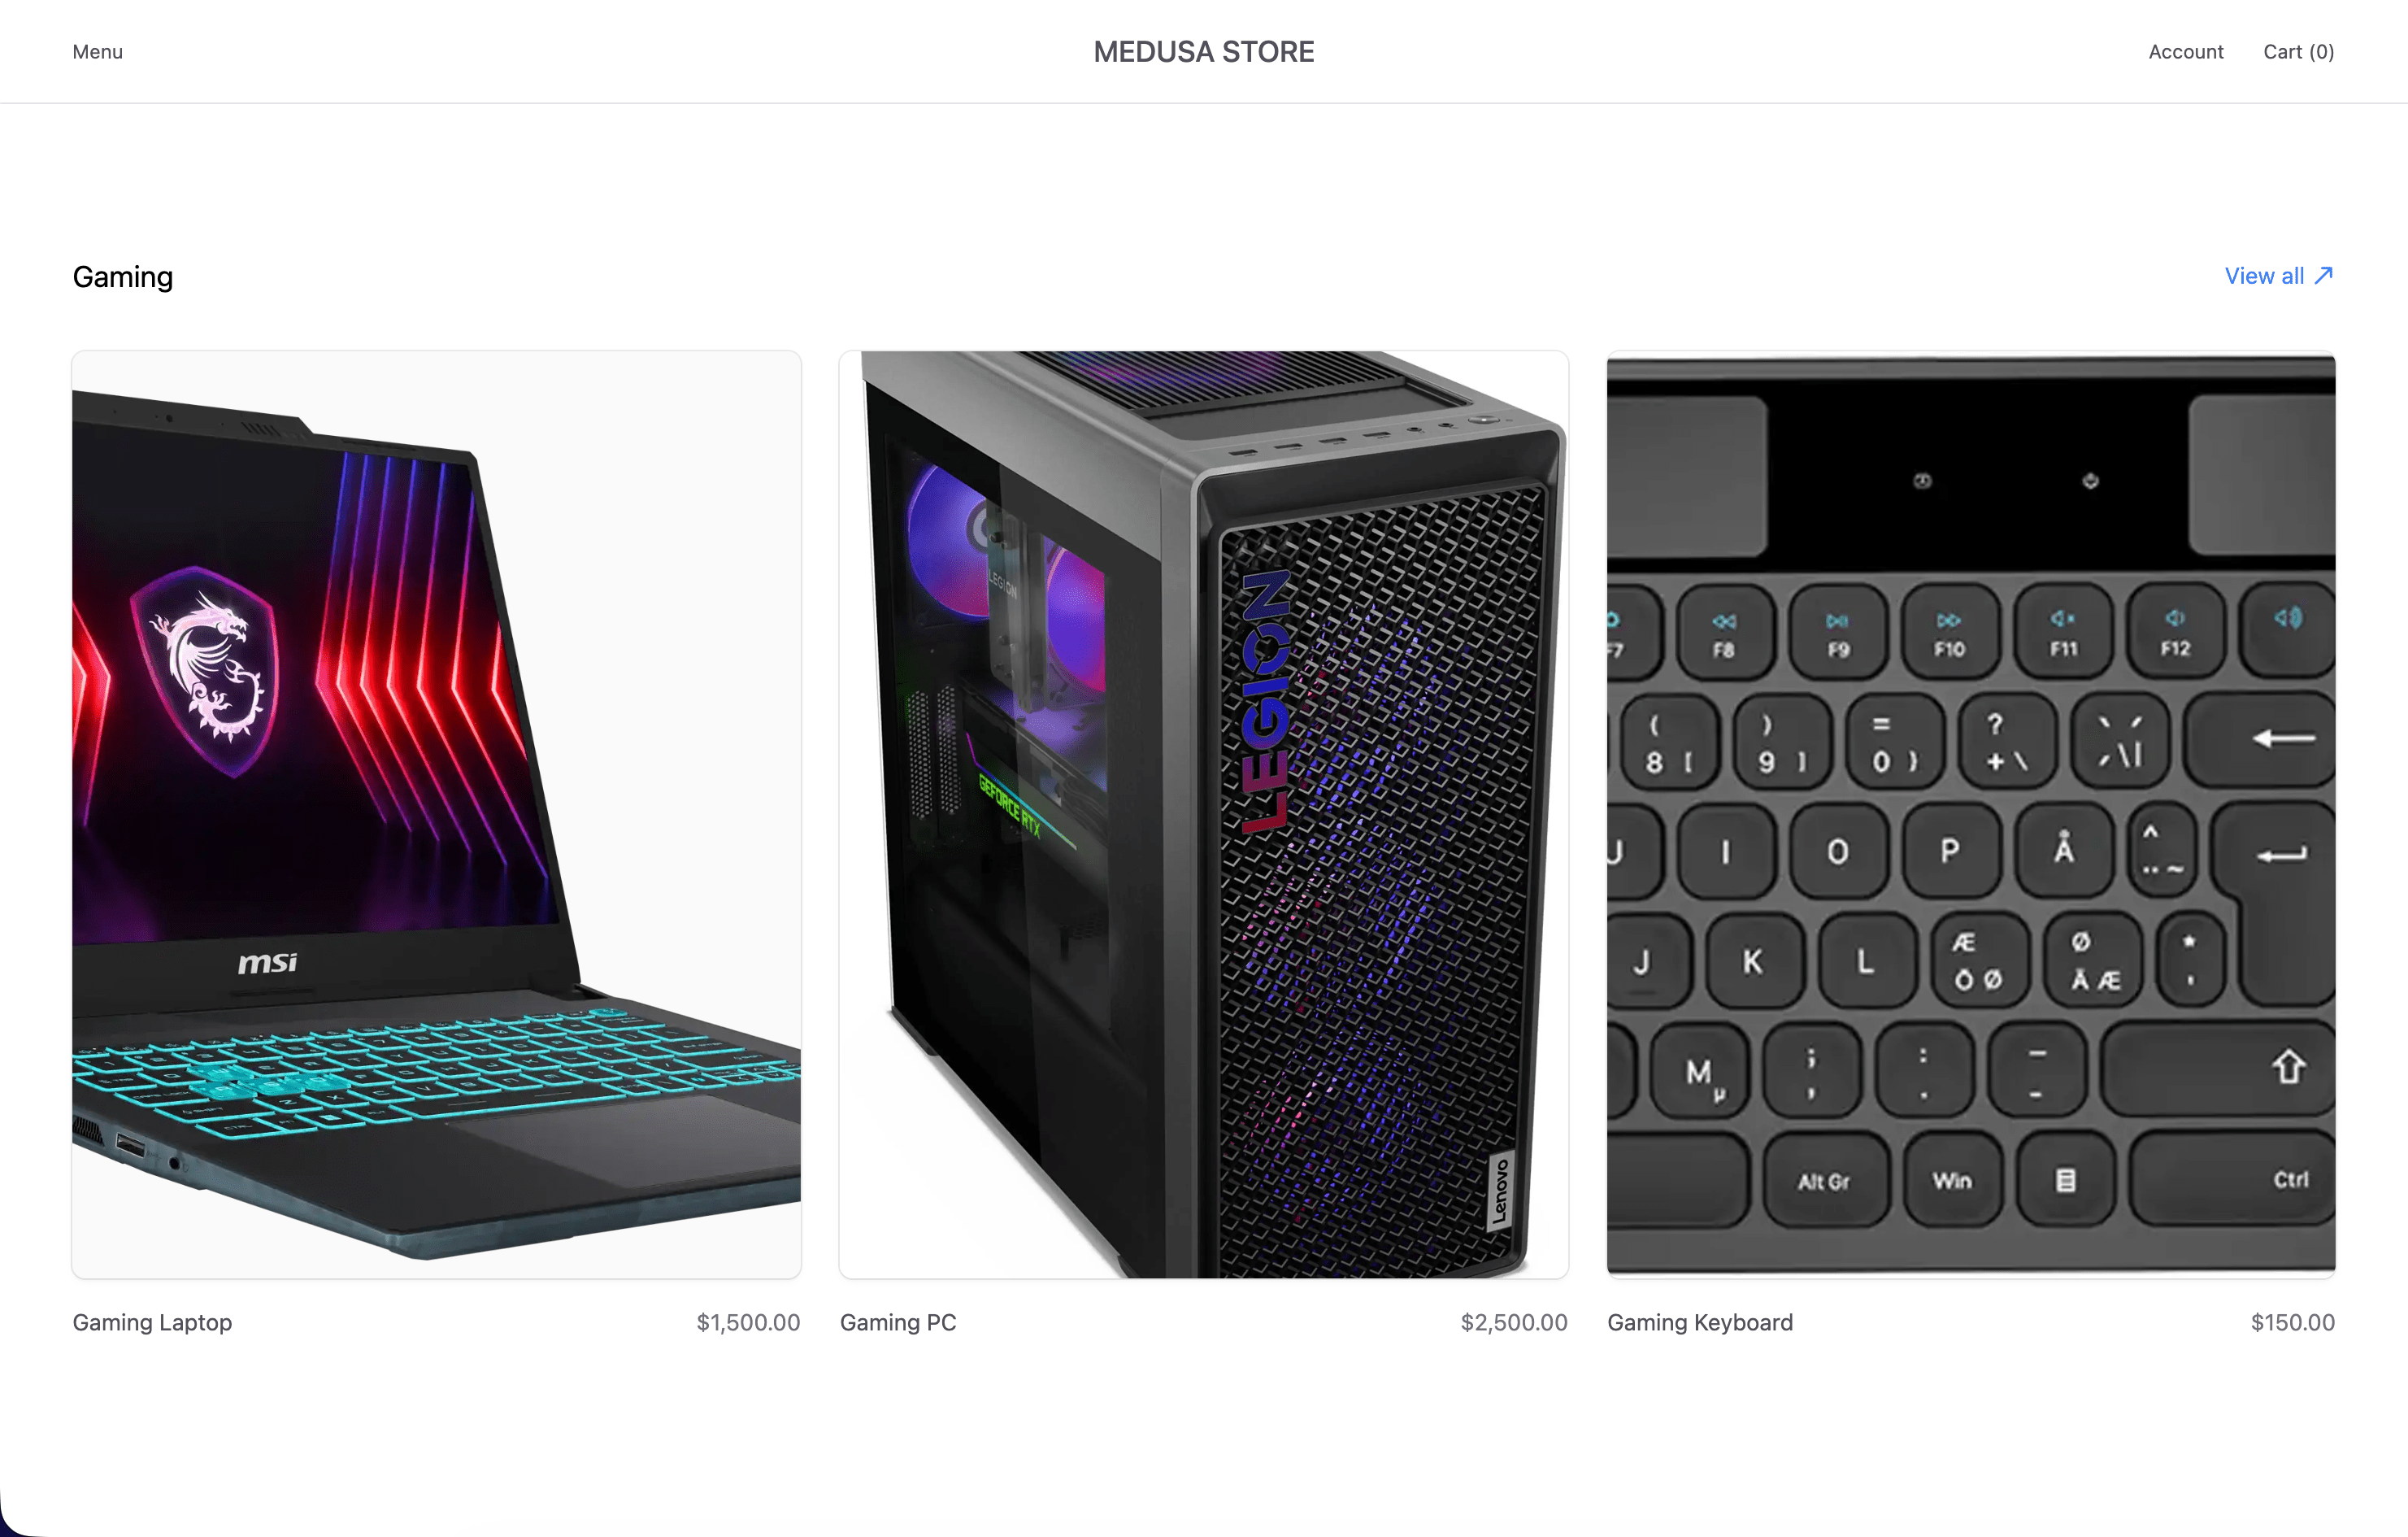 Menu
MEDUSA STORE
Account
Cart (0)
Gaming
View all ↗
msi
LEGION
LEGION
GEFORCE RTX
Lenovo
F7
F8
F9
F10
F11
F12
( 8 [
) 9 ]
= 0 }
? + \
I
O
P
Å
^ ¨ ~
J
K
L
Æ Ö Ø
Ø Ä Æ
* '
M µ
; ,
: .
_ -
Alt Gr
Win
Ctrl
Gaming Laptop
$1,500.00
Gaming PC
$2,500.00
Gaming Keyboard
$150.00